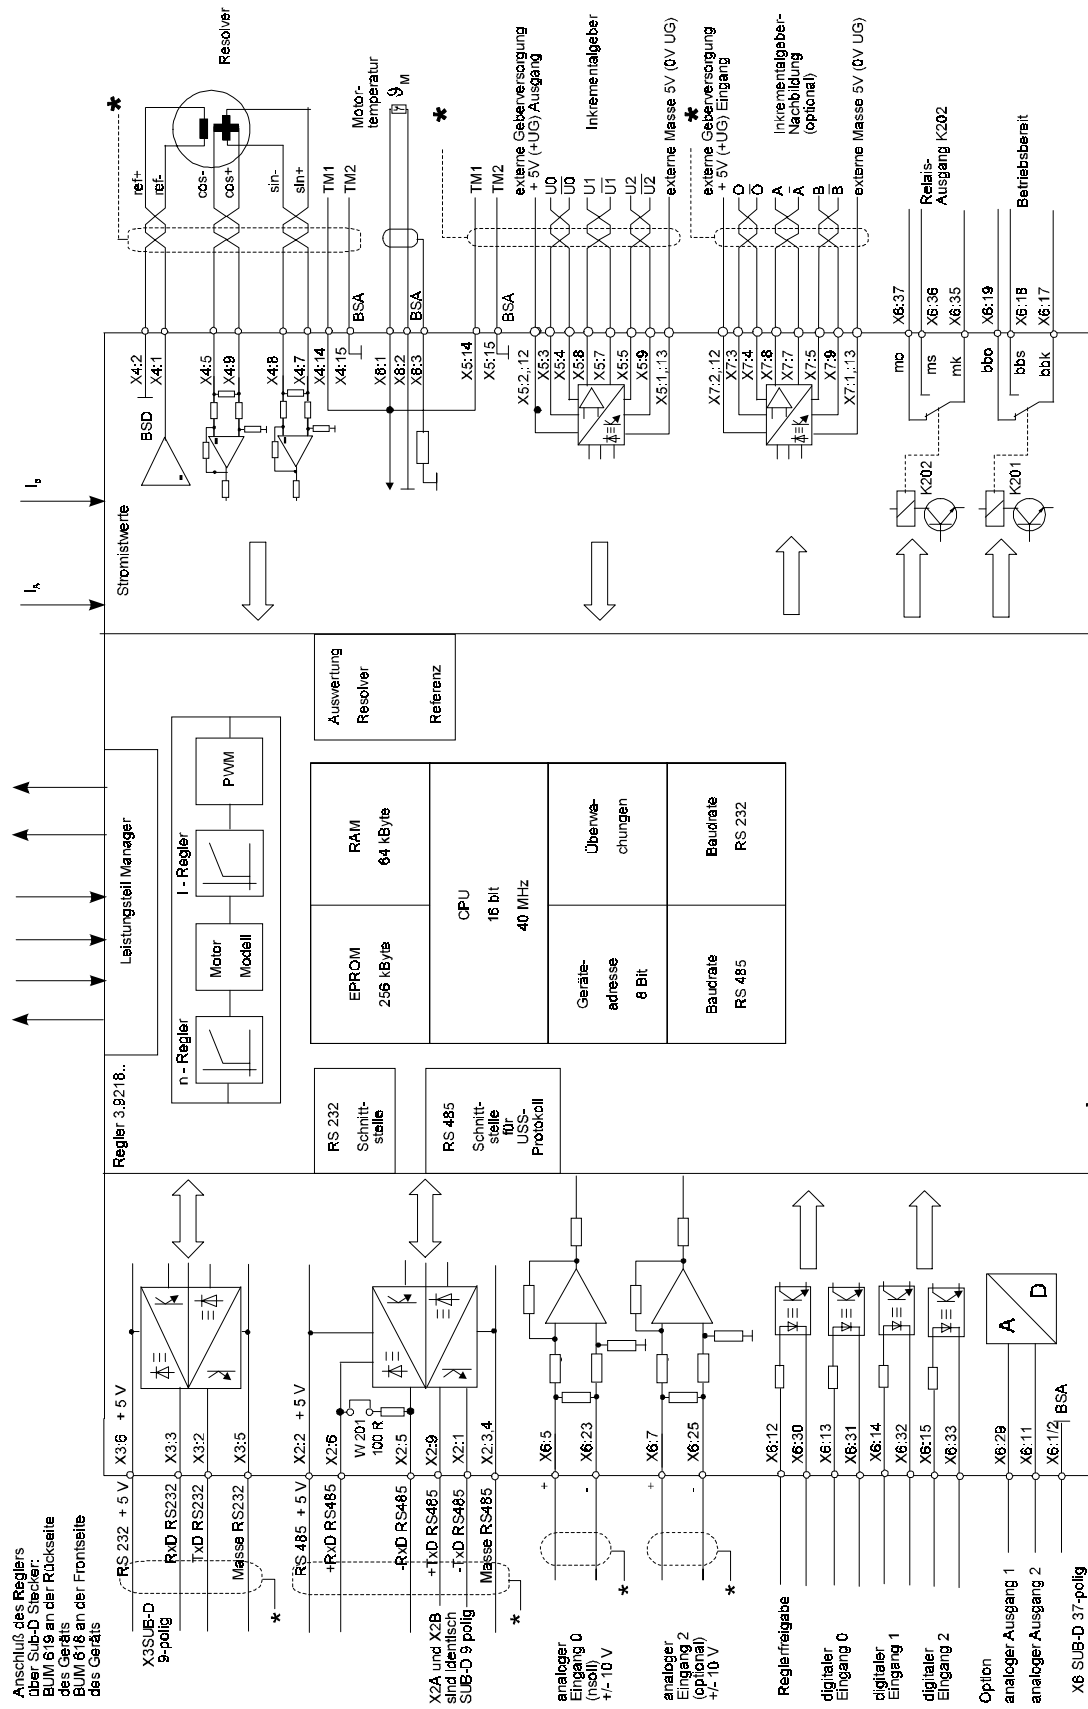 Anschluß des Reglers
über Sub-D Stecker:
BUM 619 an der Rückseite
des Geräts
BUM 618 an der Frontseite
des Geräts
X3SUB-D
9-polig
RS 232 + 5 V
RxD RS232
TxD RS232
Masse RS232
*
X3:6 + 5 V
X3:3
X3:2
X3:5
X2A und X2B
sind identisch
SUB-D 9 polig
RS 485 + 5 V
+RxD RS485
-RxD RS485
+TxD RS485
-TxD RS485
Masse RS485
*
X2:2 + 5 V
X2:6
W201
100 R
X2:5
X2:9
X2:1
X2:3,4
analoger
Eingang 0
(nsoll)
+/- 10 V
+
-
*
X6:5
X6:23
analoger
Eingang 2
(optional)
+/- 10 V
+
-
*
X6:7
X6:25
Reglerfreigabe
X6:12
X6:30
digitaler
Eingang 0
X6:13
X6:31
digitaler
Eingang 1
X6:14
X6:32
digitaler
Eingang 2
X6:15
X6:33
Option
analoger Ausgang 1
analoger Ausgang 2
X6:29
X6:11
X6:1/2
BSA
A
D
X6 SUB-D 37-polig
Regler 3.9218..
Leistungsteil Manager
n - Regler
Motor
Modell
I - Regler
PWM
RS 232
Schnitt-
stelle
RS 485
Schnitt-
stelle
für
USS-
Protokoll
EPROM
256 kByte
RAM
64 kByte
CPU
16 bit
40 MHz
Geräte-
adresse
8 Bit
Überwa-
chungen
Baudrate
RS 485
Baudrate
RS 232
Auswertung
Resolver
Referenz
I_A
I_B
Stromistwerte
BSD
X4:2
X4:1
X4:5
X4:9
X4:8
X4:7
X4:14
X4:15
BSA
ref+
ref-
cos-
cos+
sin-
sin+
TM1
TM2
*
Resolver
X8:1
X8:2
X8:3
BSA
Motor-
temperatur
ϑ
M
X5:14
X5:15
BSA
TM1
TM2
*
X5:2,:12
X5:3
X5:4
X5:8
X5:7
X5:5
X5:9
X5:1,:13
externe Geberversorgung
+ 5V (+UG) Ausgang
U0
U̅0̅
U1
U̅1̅
U2
U̅2̅
externe Masse 5V (0V UG)
Inkrementalgeber
*
X7:2,:12
X7:3
X7:4
X7:8
X7:7
X7:5
X7:9
X7:1,:13
externe Geberversorgung
+ 5V (+UG) Eingang
O
O̅
A
A̅
B
B̅
externe Masse 5V (0V UG)
Inkrementalgeber-
Nachbildung
(optional)
K202
mo
ms
mk
X6:37
X6:36
X6:35
Relais-
Ausgang K202
K201
bbo
bbs
bbk
X6:19
X6:18
X6:17
Betriebsbereit